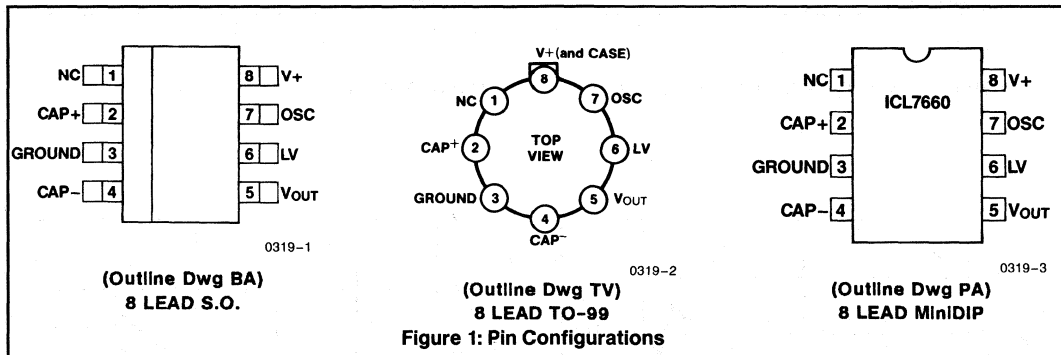 NC 1
8 V+
CAP+ 2
7 OSC
GROUND 3
6 LV
CAP− 4
5 VOUT
0319-1
(Outline Dwg BA)
8 LEAD S.O.
V+(and CASE)
8
NC 1
7 OSC
CAP+ 2
TOP
VIEW
6 LV
GROUND 3
5 VOUT
4
CAP−
0319-2
(Outline Dwg TV)
8 LEAD TO-99
ICL7660
NC 1
8 V+
CAP+ 2
7 OSC
GROUND 3
6 LV
CAP− 4
5 VOUT
0319-3
(Outline Dwg PA)
8 LEAD MiniDIP
Figure 1: Pin Configurations